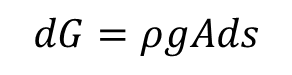 dG = ρgAds